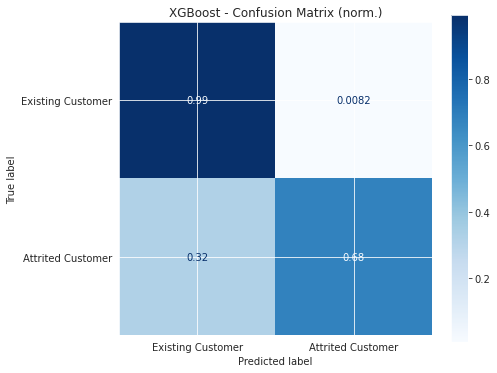 XGBoost - Confusion Matrix (norm.)
True label
Existing Customer
0.99
0.0082
Attrited Customer
0.32
0.68
Existing Customer
Attrited Customer
Predicted label
0.8
0.6
0.4
0.2